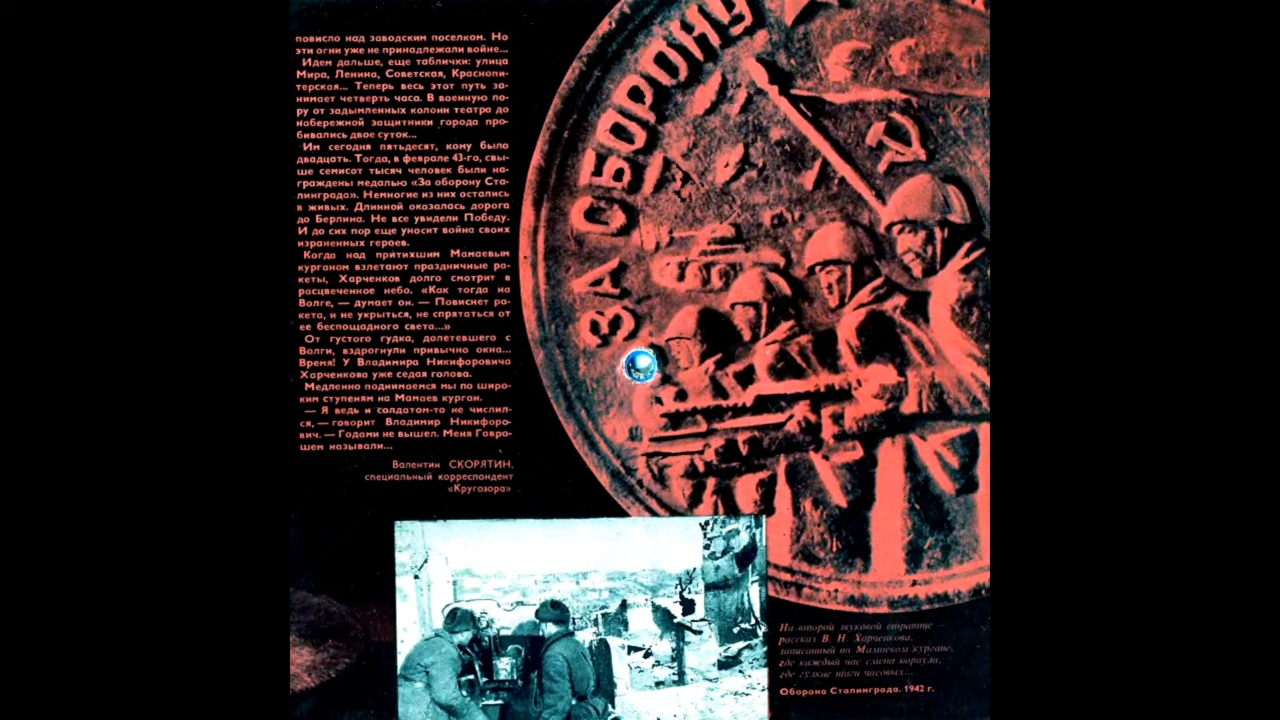 повисло над заводским поселком. Но
эти огни уже не принадлежали войне...
Идем дальше, еще таблички: улица
Мира, Ленина, Советская, Краснопи-
терская... Теперь весь этот путь за-
нимает четверть часа. В военную по-
ру от задымленных колонн театра до
набережной защитники города про-
бивались двое суток...
Им сегодня пятьдесят, кому было
двадцать. Тогда, в феврале 43-го, свы-
ше семисот тысяч человек были на-
граждены медалью «За оборону Ста-
линграда». Немногие из них остались
в живых. Длинной оказалась дорога
до Берлина. Не все увидели Победу.
И до сих пор еще уносит война своих
израненных героев.
Когда над притихшим Мамаевым
курганом взлетают праздничные ра-
кеты, Харченков долго смотрит в
расцвеченное небо. «Как тогда на
Волге, — думает он. — Повиснет ра-
кета, и не укрыться, не спрятаться от
ее беспощадного света...»
От густого гудка, долетевшего с
Волги, вздрогнули привычно окна...
Время! У Владимира Никифоровича
Харченкова уже седая голова.
Медленно поднимаемся мы по широ-
ким ступеням на Мамаев курган.
— Я ведь и солдатом-то не числил-
ся, — говорит Владимир Никифоро-
вич. — Годами не вышел. Меня Гавро-
шем называли...
Валентин СКОРЯТИН,
специальный корреспондент
«Кругозора»
ЗА ОБОРОНУ
На второй звуковой странице —
рассказ В. Н. Харченкова,
записанный на Мамаевом кургане,
где каждый час смена караула,
где гулкие шаги часовых...
Оборона Сталинграда. 1942 г.